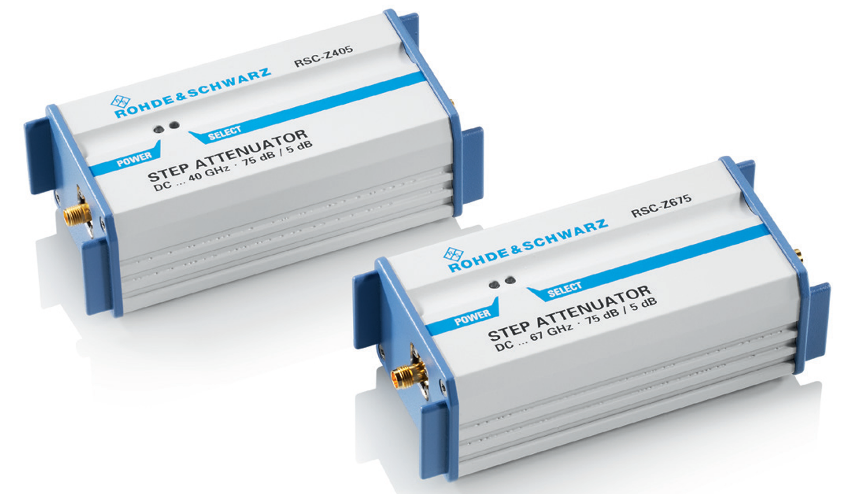 RSC-Z405
ROHDE & SCHWARZ
SELECT
POWER
STEP ATTENUATOR
DC ... 40 GHz · 75 dB / 5 dB
RSC-Z675
ROHDE & SCHWARZ
SELECT
POWER
STEP ATTENUATOR
DC ... 67 GHz · 75 dB / 5 dB